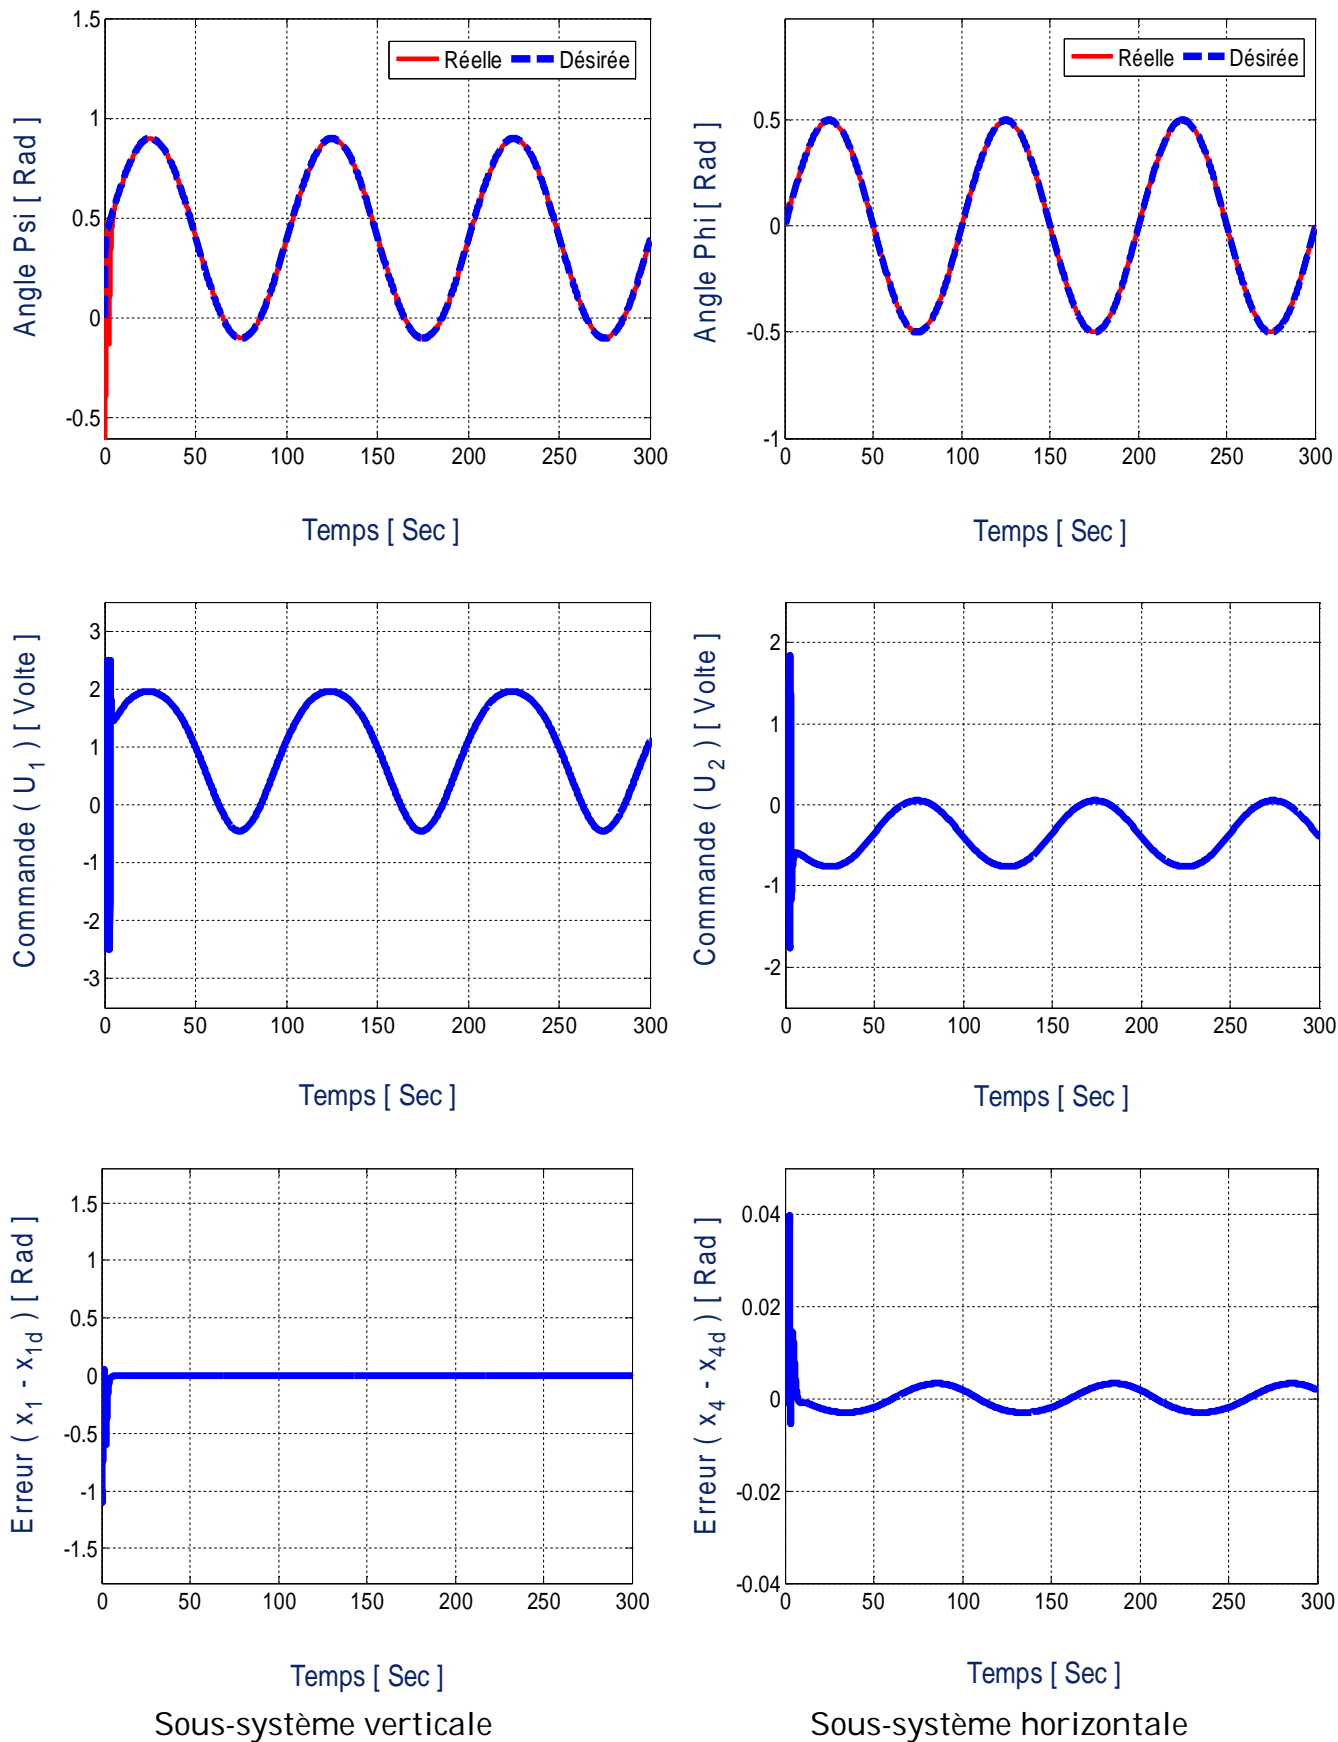 1.5
1
0.5
0
-0.5
Réelle Désirée
Angle Psi [ Rad ]
0 50 100 150 200 250 300
Temps [ Sec ]
0.5
0
-0.5
-1
Réelle Désirée
Angle Phi [ Rad ]
0 50 100 150 200 250 300
Temps [ Sec ]
3
2
1
0
-1
-2
-3
Commande ( U1 ) [ Volte ]
0 50 100 150 200 250 300
Temps [ Sec ]
2
1
0
-1
-2
Commande ( U2 ) [ Volte ]
0 50 100 150 200 250 300
Temps [ Sec ]
1.5
1
0.5
0
-0.5
-1
-1.5
Erreur ( x1 - x1d ) [ Rad ]
0 50 100 150 200 250 300
Temps [ Sec ]
0.04
0.02
0
-0.02
-0.04
Erreur ( x4 - x4d ) [ Rad ]
0 50 100 150 200 250 300
Temps [ Sec ]
Sous-système verticale
Sous-système horizontale